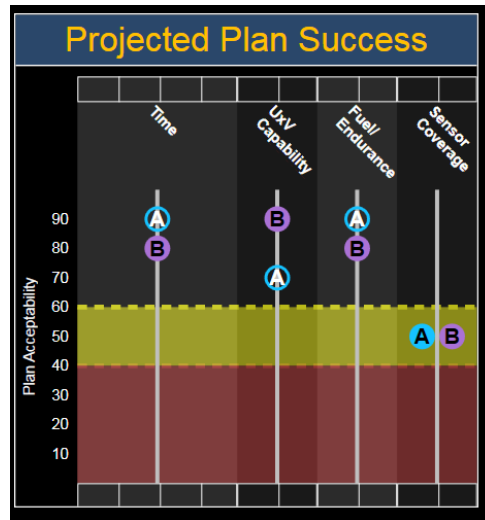 Projected Plan Success
Time
UxV
Capability
Fuel/
Endurance
Sensor
Coverage
Plan Acceptability
90
A
B
A
80
B
B
70
A
60
50
A
B
40
30
20
10